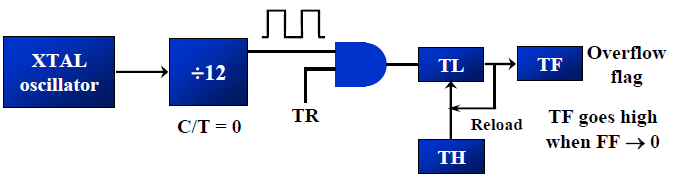 XTAL
oscillator
÷12
C/T = 0
TR
TL
TF
Overflow
flag
Reload
TH
TF goes high
when FF → 0